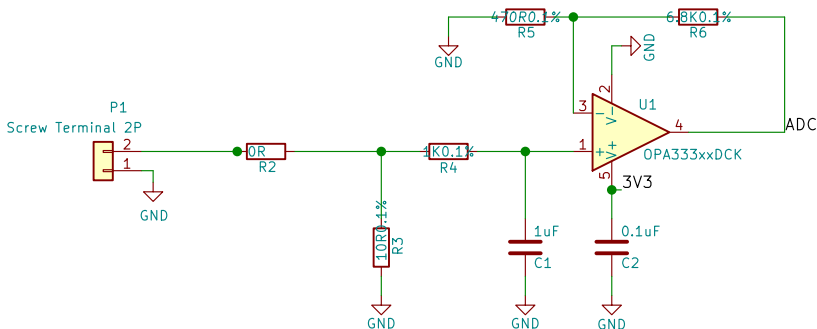 470R0.1%
R5
GND
6.8K0.1%
R6
GND
P1
Screw Terminal 2P
2
1
GND
0R
R2
1K0.1%
R4
10R0.1%
R3
GND
1uF
C1
GND
U1
3
1
2
V-
-
+
V+
5
4
ADC
OPA333xxDCK
3V3
0.1uF
C2
GND